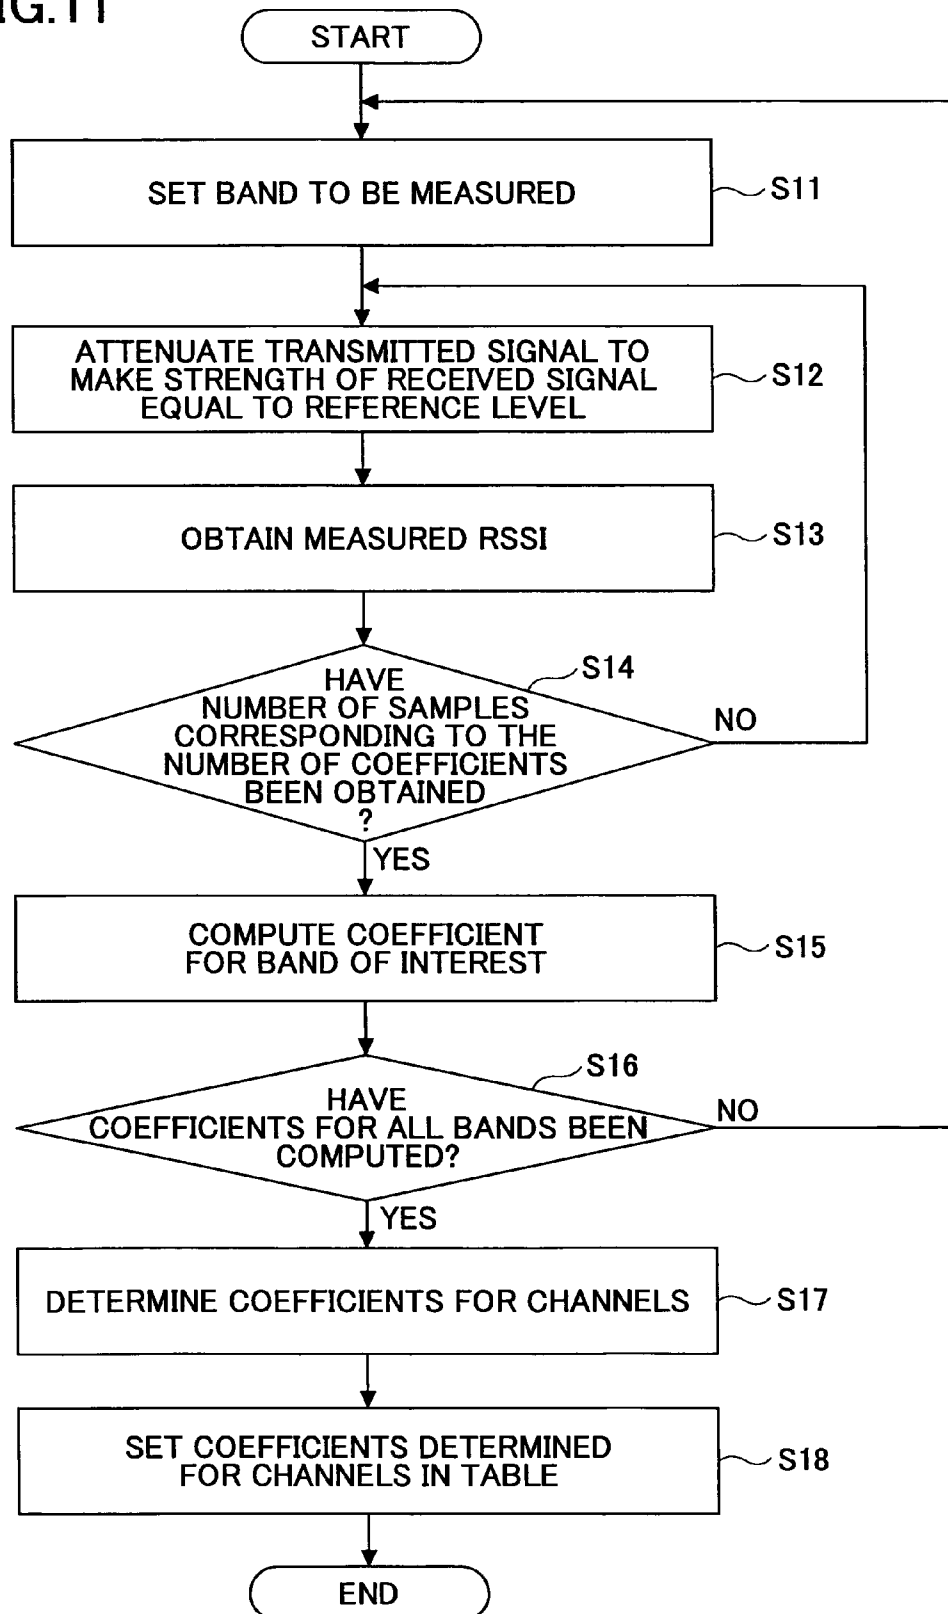 IG.11
START
SET BAND TO BE MEASURED
S11
ATTENUATE TRANSMITTED SIGNAL TO
MAKE STRENGTH OF RECEIVED SIGNAL
EQUAL TO REFERENCE LEVEL
S12
OBTAIN MEASURED RSSI
S13
S14
HAVE
NUMBER OF SAMPLES
CORRESPONDING TO THE
NUMBER OF COEFFICIENTS
BEEN OBTAINED
?
NO
YES
COMPUTE COEFFICIENT
FOR BAND OF INTEREST
S15
S16
HAVE
COEFFICIENTS FOR ALL BANDS BEEN
COMPUTED?
NO
YES
DETERMINE COEFFICIENTS FOR CHANNELS
S17
SET COEFFICIENTS DETERMINED
FOR CHANNELS IN TABLE
S18
END